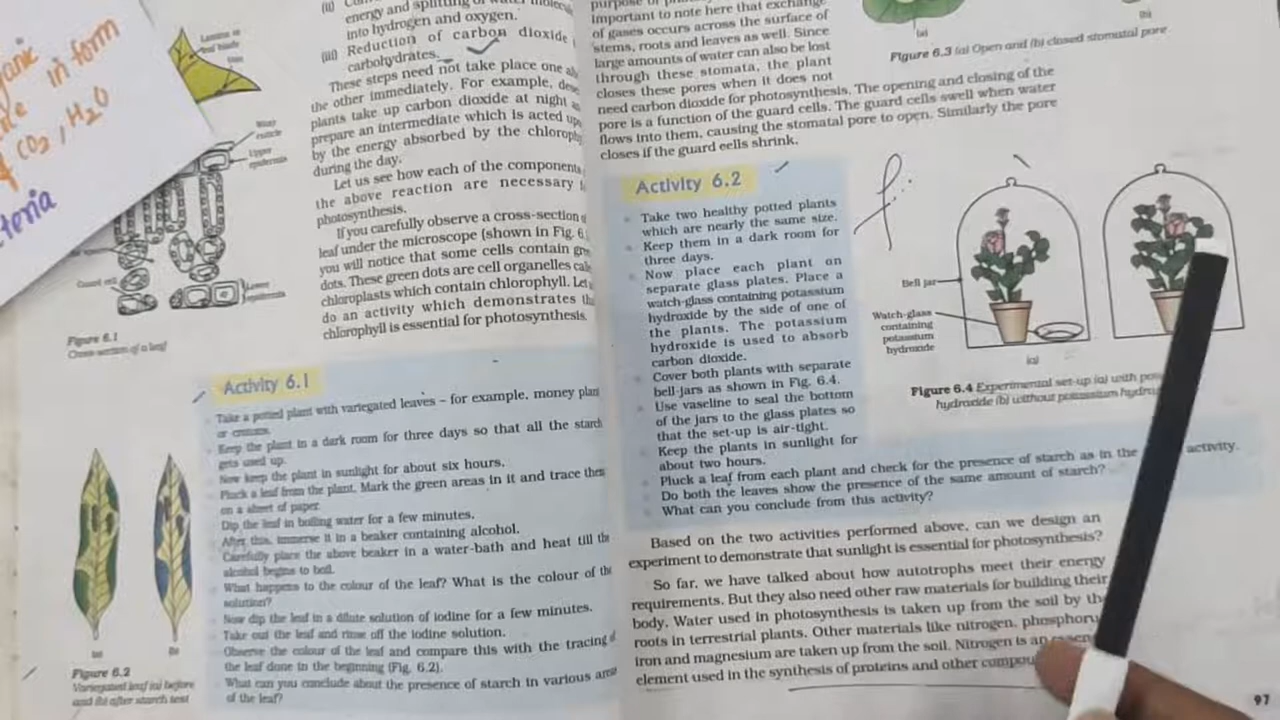 in form
CO2, H2O
energy and splitting of water
into hydrogen and oxygen.
(iii) Reduction of carbon dioxide
carbohydrates.
These steps need not take place one
the other immediately. For example,
plants take up carbon dioxide at night
prepare an intermediate which is acted
by the energy absorbed by the
during the day.
Let us see how each of the components
the above reaction are necessary
photosynthesis.
If you carefully observe a cross-section
leaf under the microscope (shown in Fig. 6.
you will notice that some cells contain
dots. These green dots are cell organelles
chloroplasts which contain chlorophyll. Let
do an activity which demonstrates
chlorophyll is essential for photosynthesis.
Upper
epidermis
Guard cell
Lower
epidermis
Figure 6.1
Cross-section of a leaf
Activity 6.1
Take a potted plant with variegated leaves – for example, money plant
or crotons.
Keep the plant in a dark room for three days so that all the starch
gets used up.
Now keep the plant in sunlight for about six hours.
Pluck a leaf from the plant. Mark the green areas in it and trace them
on a sheet of paper.
Dip the leaf in boiling water for a few minutes.
After this, immerse it in a beaker containing alcohol.
Carefully place the above beaker in a water-bath and heat till the
alcohol begins to boil.
What happens to the colour of the leaf? What is the colour of the
solution?
Now dip the leaf in a dilute solution of iodine for a few minutes.
Take out the leaf and rinse off the iodine solution.
Observe the colour of the leaf and compare this with the tracing of
the leaf done in the beginning (Fig. 6.2).
What can you conclude about the presence of starch in various
of the leaf?
(a)
(b)
Figure 6.2
Variegated leaf (a) before
and (b) after starch test
important to note here that exchange
of gases occurs across the surface of
stems, roots and leaves as well. Since
large amounts of water can also be lost
through these stomata, the plant
closes these pores when it does not
need carbon dioxide for photosynthesis. The opening and closing of the
pore is a function of the guard cells. The guard cells swell when water
flows into them, causing the stomatal pore to open. Similarly the pore
closes if the guard cells shrink.
(a)
(b)
Figure 6.3 (a) Open and (b) closed stomatal pore
Activity 6.2
Take two healthy potted plants
which are nearly the same size.
Keep them in a dark room for
three days.
Now place each plant on
separate glass plates. Place a
watch-glass containing potassium
hydroxide by the side of one of
the plants. The potassium
hydroxide is used to absorb
carbon dioxide.
Cover both plants with separate
bell-jars as shown in Fig. 6.4.
Use vaseline to seal the bottom
of the jars to the glass plates so
that the set-up is air-tight.
Keep the plants in sunlight for
about two hours.
Pluck a leaf from each plant and check for the presence of starch as in the activity.
Do both the leaves show the presence of the same amount of starch?
What can you conclude from this activity?
Bell jar
Watch-glass
containing
potassium
hydroxide
(a)
Figure 6.4 Experimental set-up (a) with
hydroxide (b) without potassium
Based on the two activities performed above, can we design an
experiment to demonstrate that sunlight is essential for photosynthesis?
So far, we have talked about how autotrophs meet their energy
requirements. But they also need other raw materials for building their
body. Water used in photosynthesis is taken up from the soil by the
roots in terrestrial plants. Other materials like nitrogen,
iron and magnesium are taken up from the soil. Nitrogen is an
element used in the synthesis of proteins and other
97